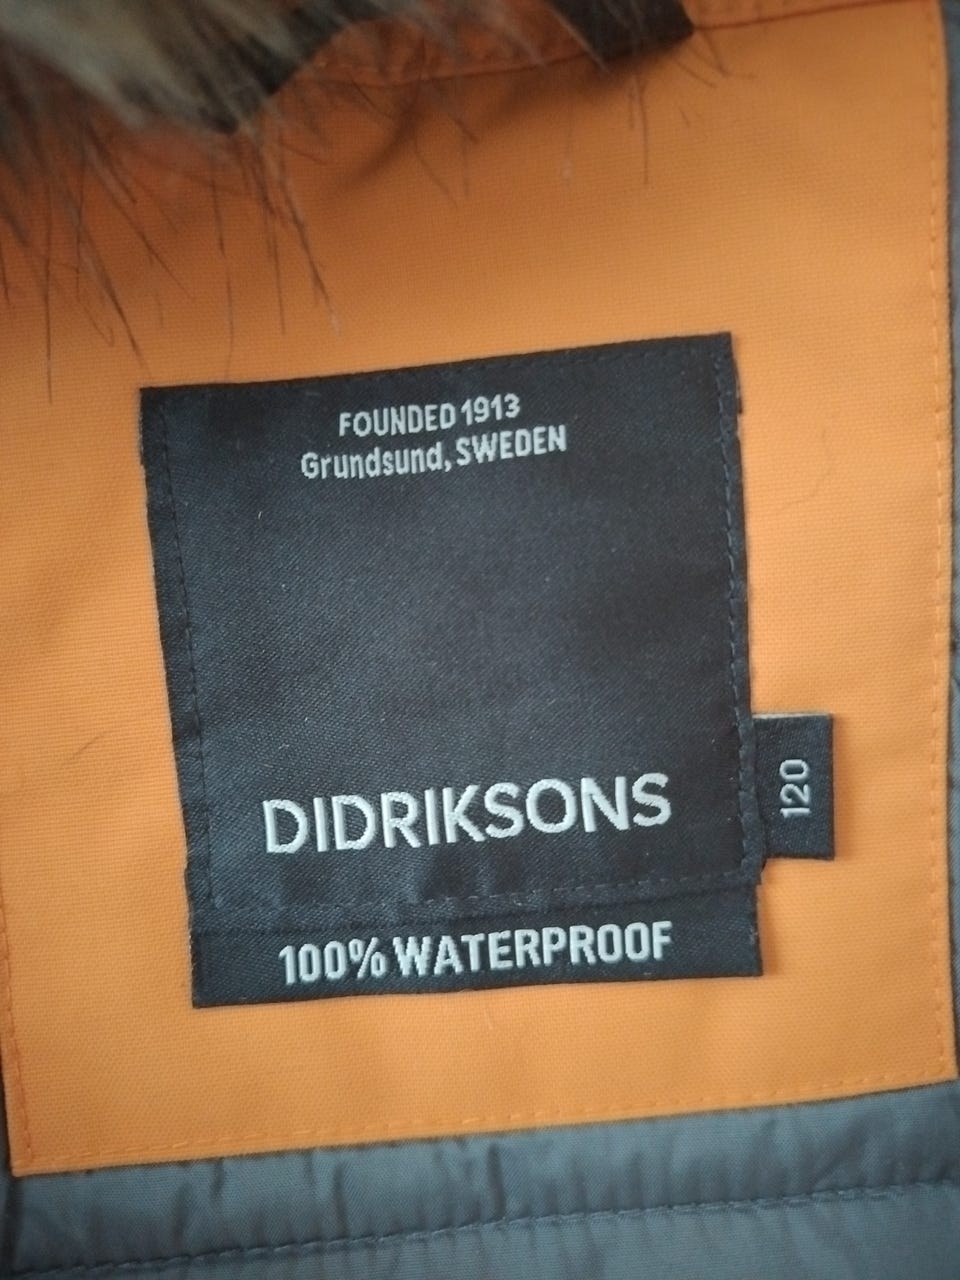 FOUNDED 1913
Grundsund, SWEDEN
DIDRIKSONS
120
100% WATERPROOF